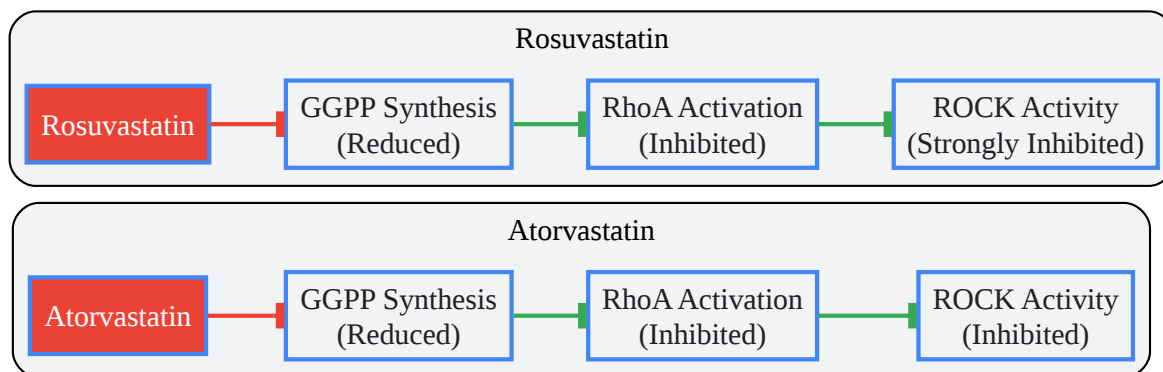 Rosuvastatin
Rosuvastatin
GGPP Synthesis
(Reduced)
RhoA Activation
(Inhibited)
ROCK Activity
(Strongly Inhibited)
Atorvastatin
Atorvastatin
GGPP Synthesis
(Reduced)
RhoA Activation
(Inhibited)
ROCK Activity
(Inhibited)